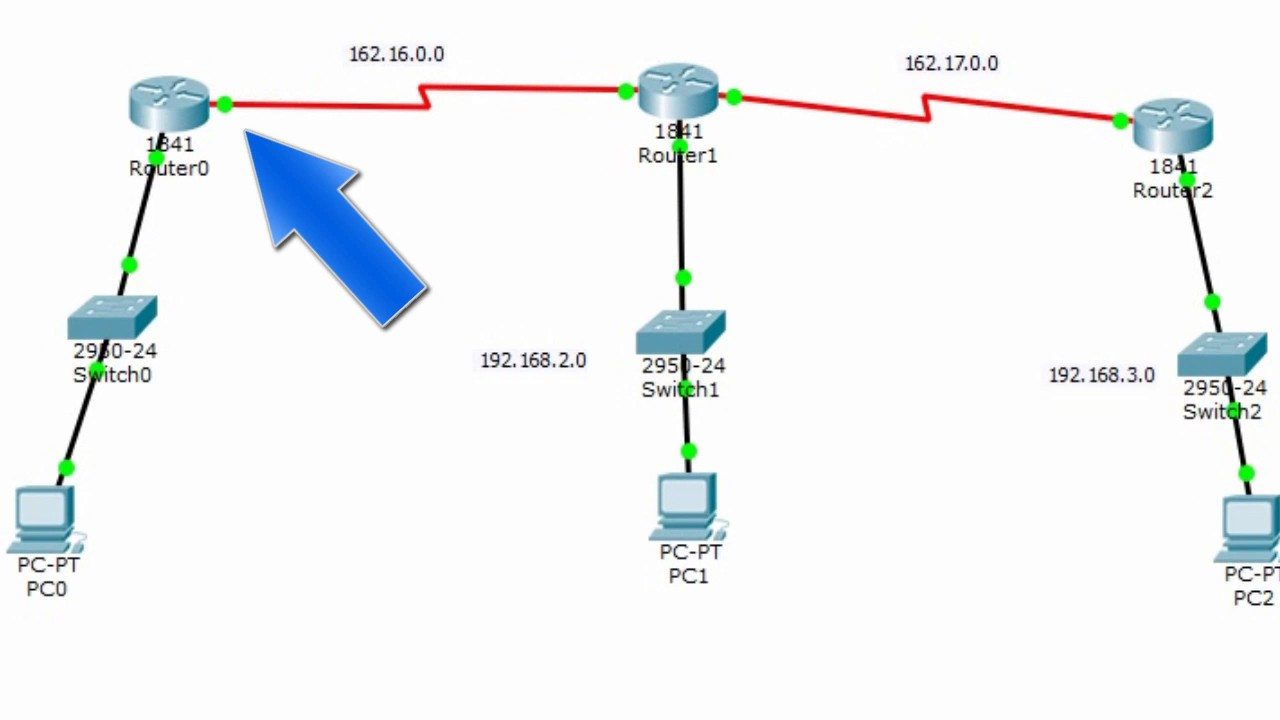 162.16.0.0
162.17.0.0
1841
Router0
1841
Router1
1841
Router2
2950-24
Switch0
192.168.2.0
2950-24
Switch1
192.168.3.0
2950-24
Switch2
PC-PT
PC0
PC-PT
PC1
PC-PT
PC2